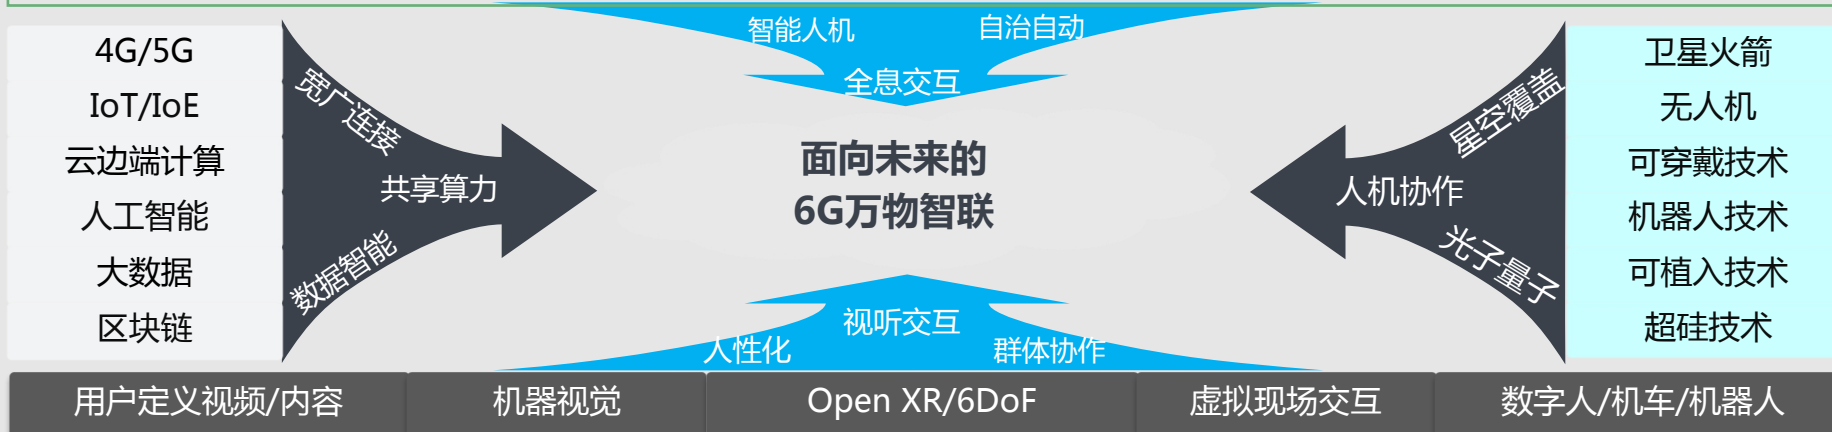 智能人机
自治自动
全息交互
4G/5G
IoT/IoE
云边端计算
人工智能
大数据
区块链
宽广连接
共享算力
数据智能
面向未来的
6G万物智联
星空覆盖
人机协作
光子量子
卫星火箭
无人机
可穿戴技术
机器人技术
可植入技术
超硅技术
视听交互
人性化
群体协作
用户定义视频/内容
机器视觉
Open XR/6DoF
虚拟现场交互
数字人/机车/机器人